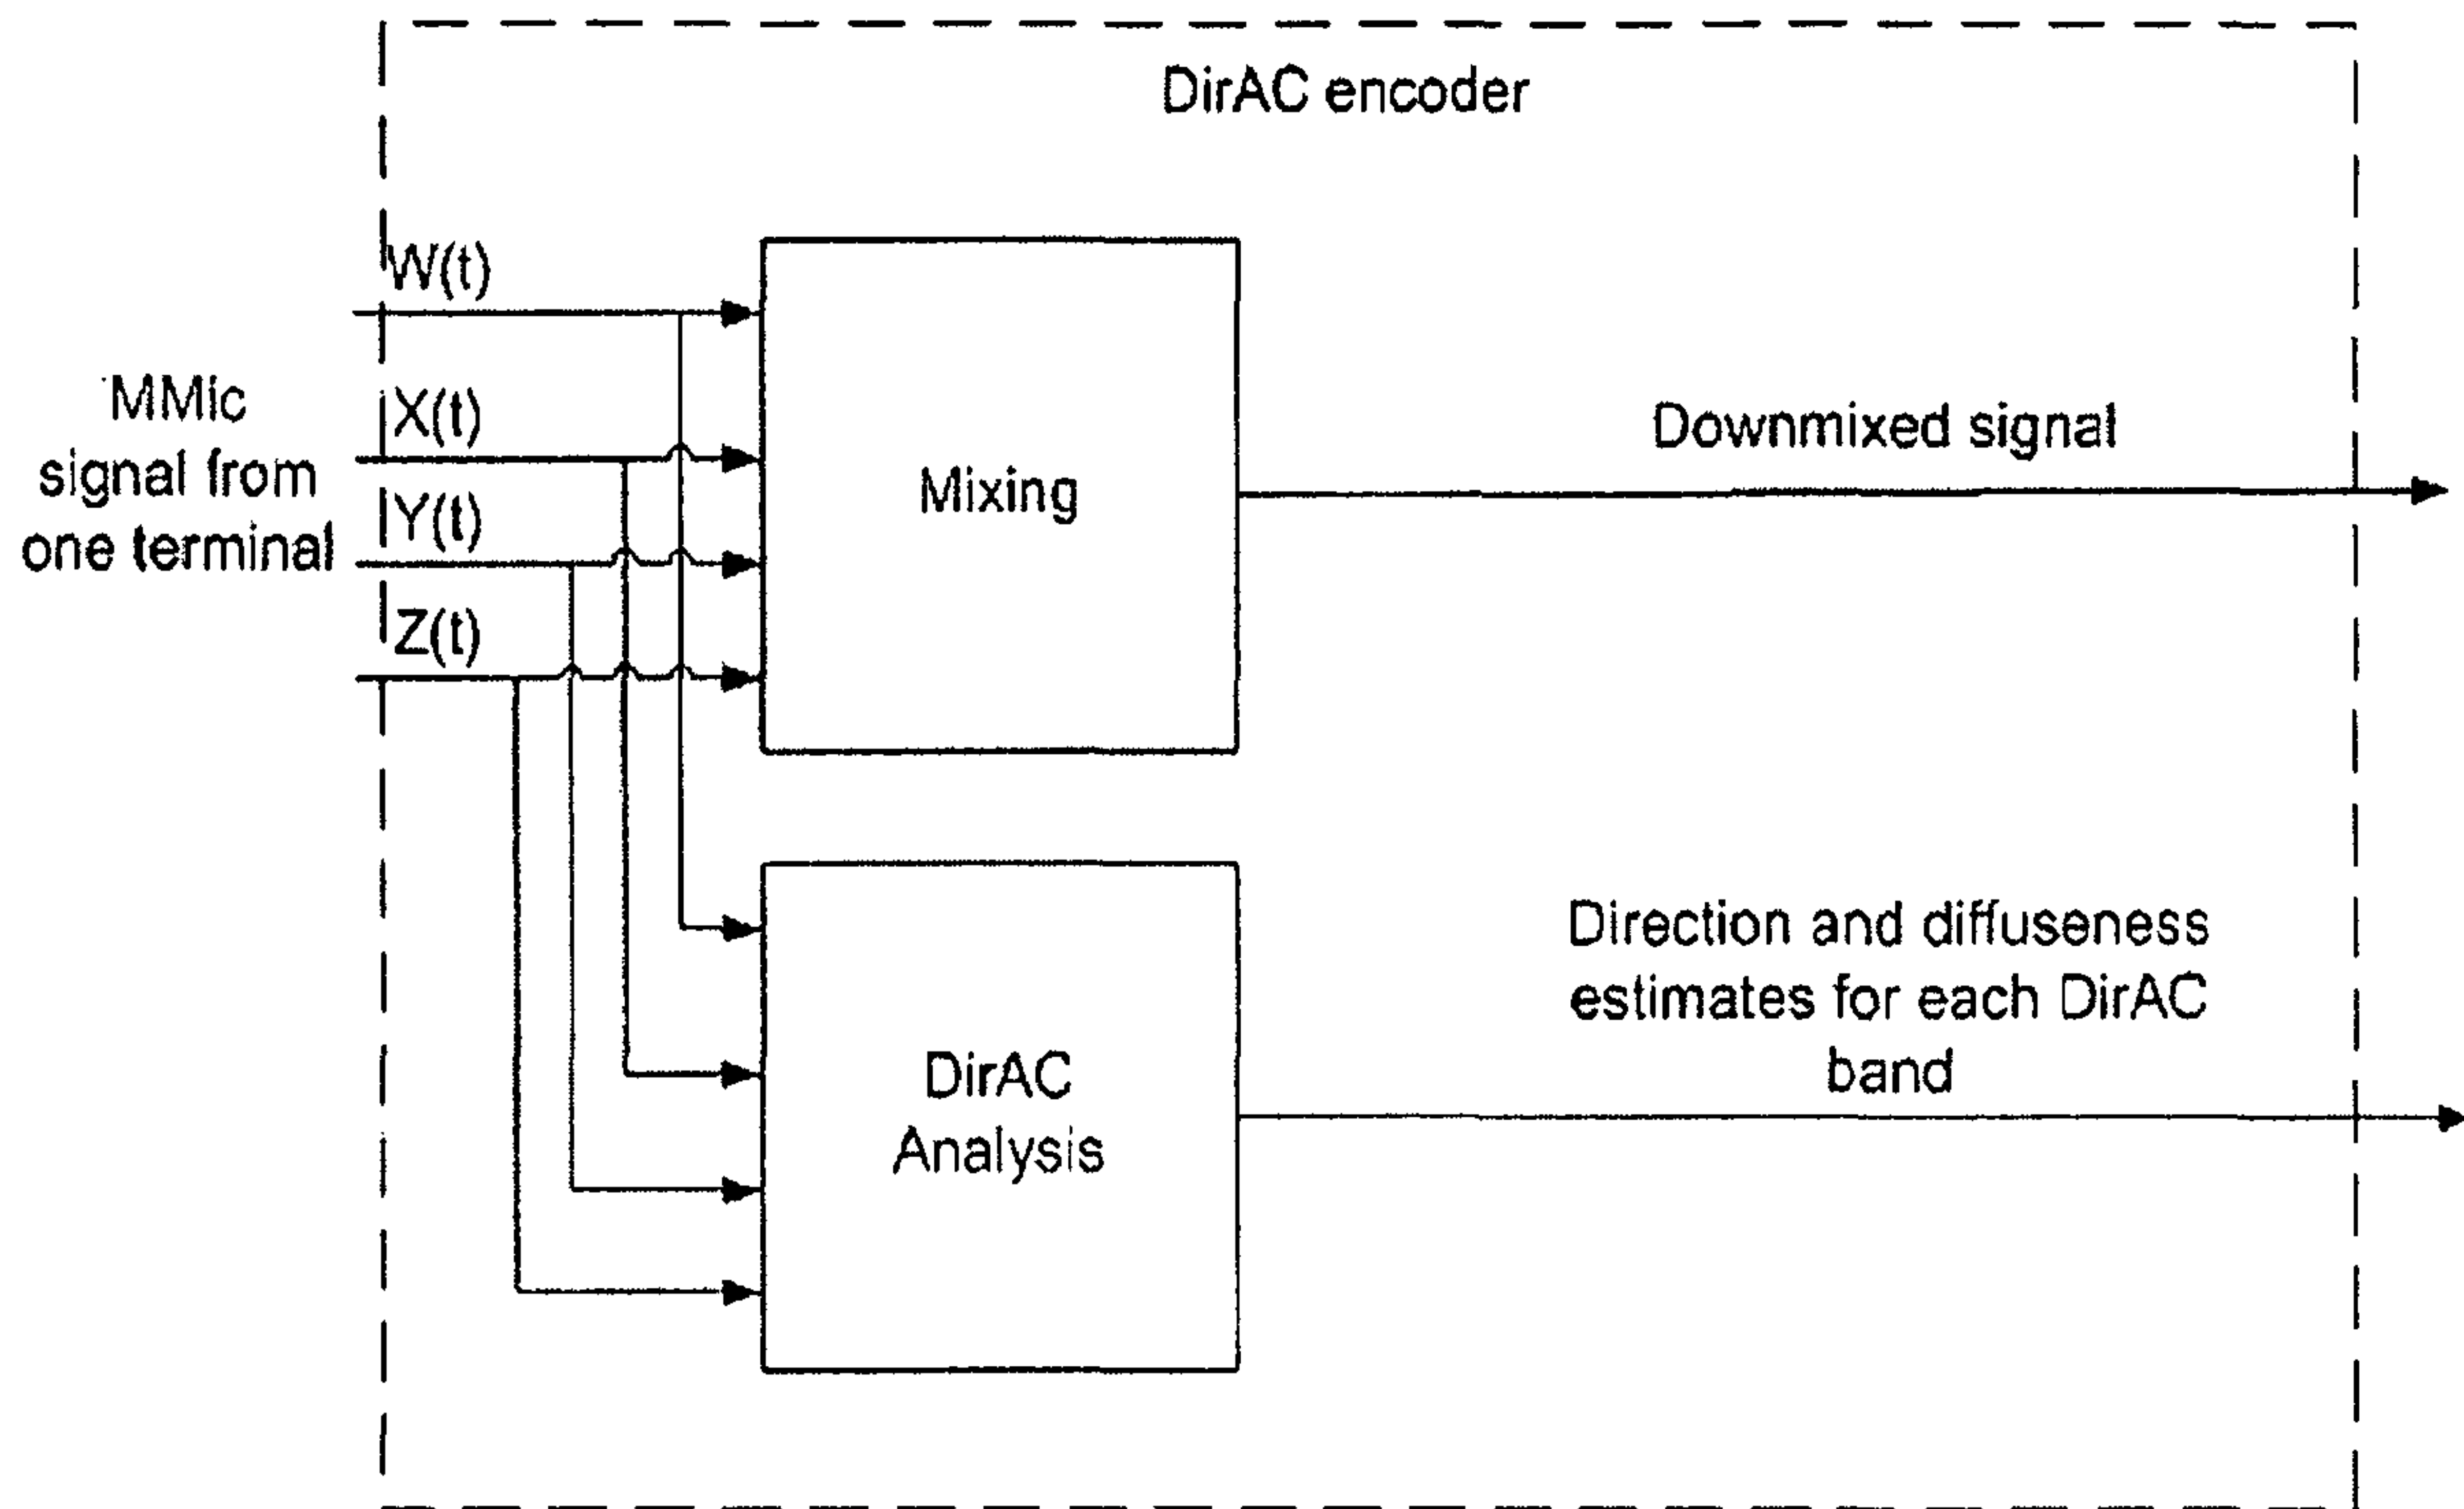 DirAC encoder
W(t)
MMic
signal from
one terminal
X(t)
Y(t)
Z(t)
Mixing
Downmixed signal
DirAC
Analysis
Direction and diffuseness
estimates for each DirAC
band